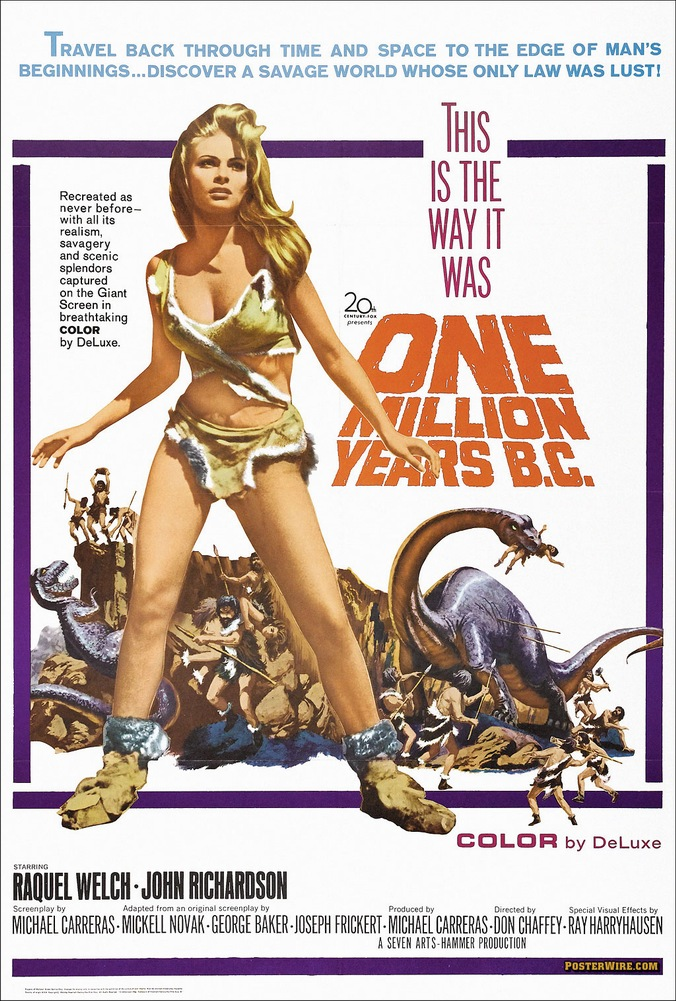 TRAVEL BACK THROUGH TIME AND SPACE TO THE EDGE OF MAN'S
BEGINNINGS...DISCOVER A SAVAGE WORLD WHOSE ONLY LAW WAS LUST!
THIS
IS THE
WAY IT
WAS
Recreated as
never before—
with all its
realism,
savagery
and scenic
splendors
captured
on the Giant
Screen in
breathtaking
COLOR
by DeLuxe.
20th
CENTURY-FOX
presents
ONE
MILLION
YEARS B.C.
COLOR by DeLuxe
STARRING
RAQUEL WELCH · JOHN RICHARDSON
Screenplay by Adapted from an original screenplay by Produced by Directed by Special Visual Effects by
MICHAEL CARRERAS · MICKELL NOVAK · GEORGE BAKER · JOSEPH FRICKERT · MICHAEL CARRERAS · DON CHAFFEY · RAY HARRYHAUSEN
A SEVEN ARTS-HAMMER PRODUCTION
POSTERWIRE.COM